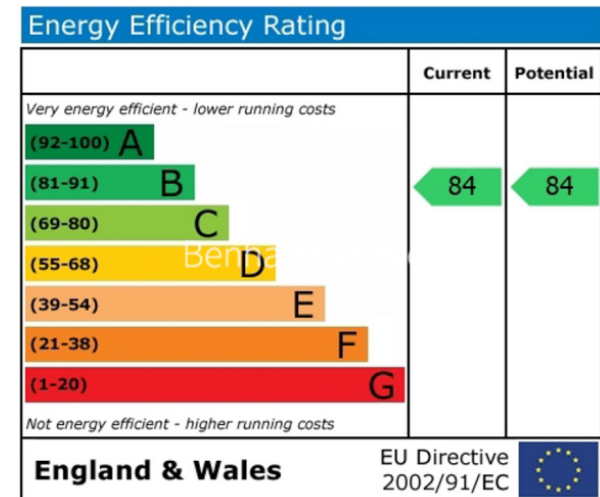 Energy Efficiency Rating
Current Potential
Very energy efficient - lower running costs
(92-100) A
(81-91) B 84 84
(69-80) C
(55-68) D
(39-54) E
(21-38) F
(1-20) G
Not energy efficient - higher running costs
England & Wales
EU Directive
2002/91/EC